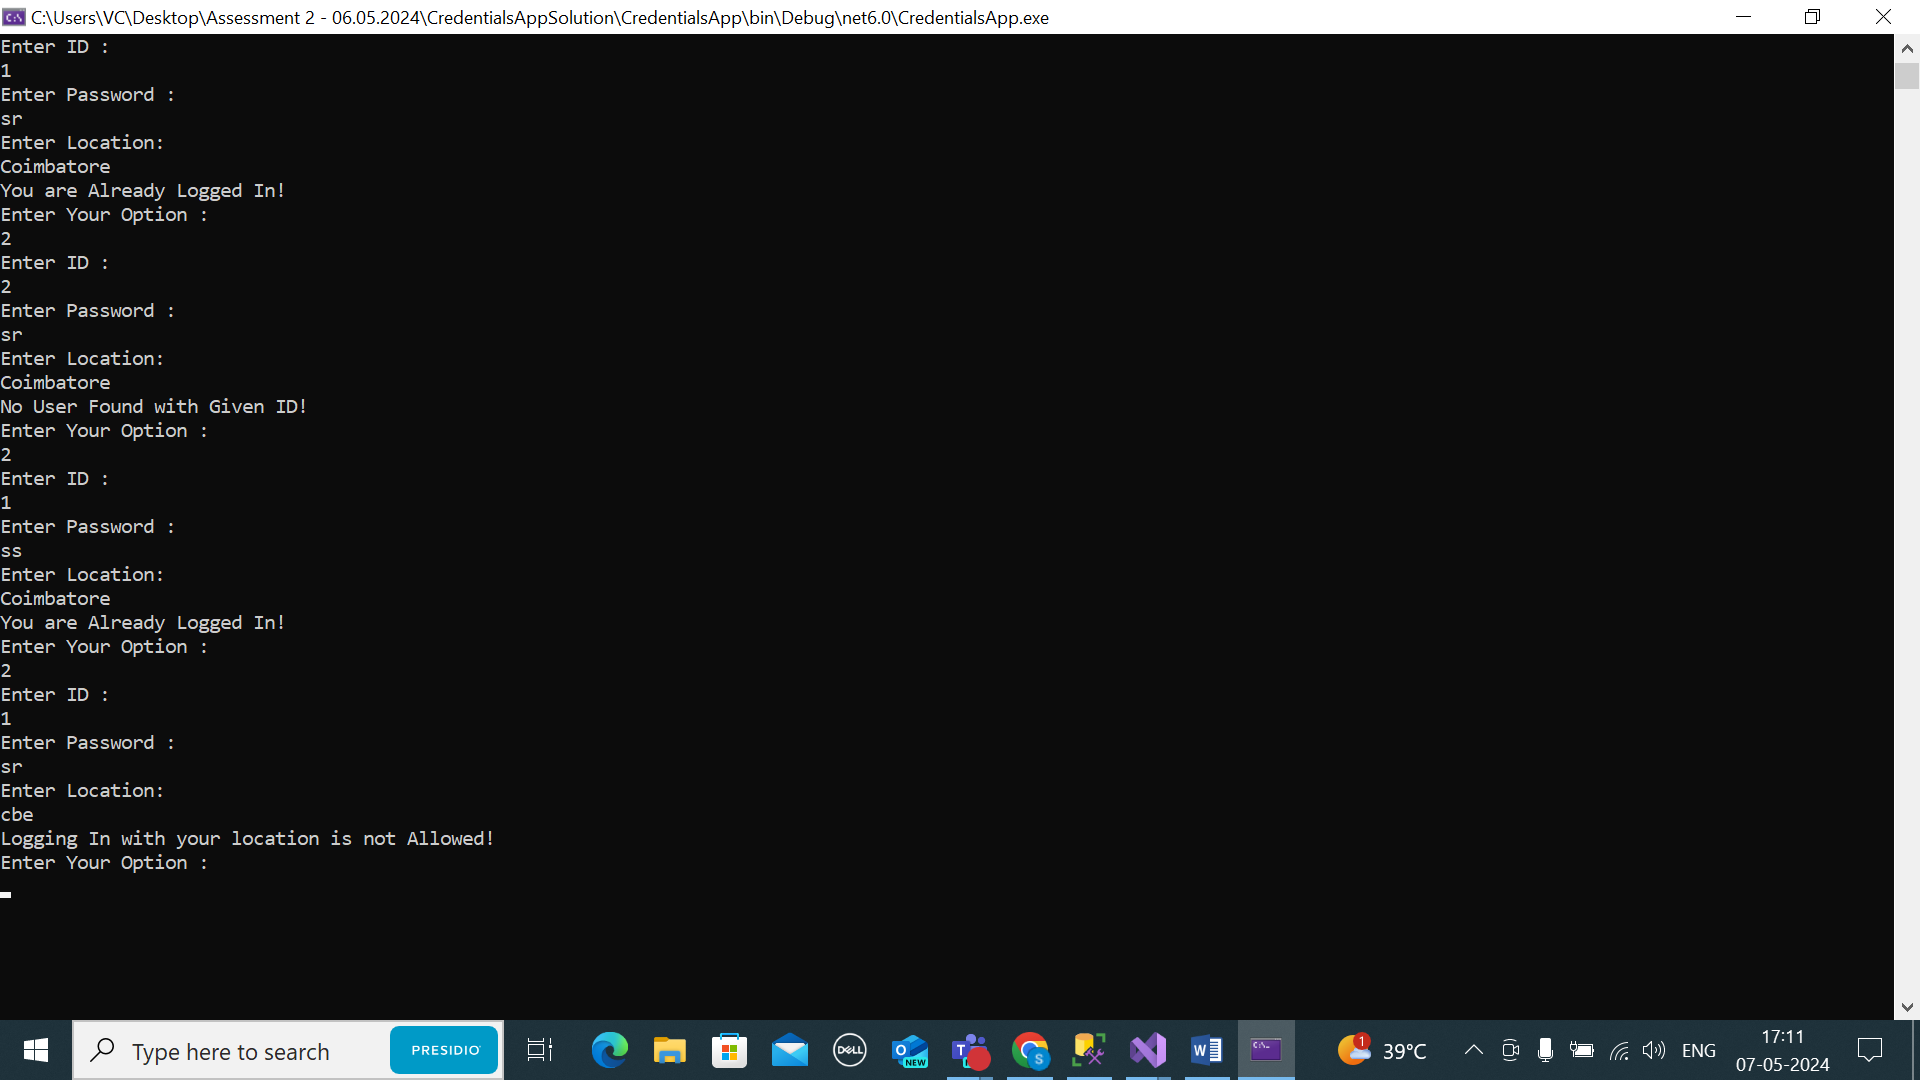 C:\Users\VC\Desktop\Assessment 2 - 06.05.2024\CredentialsAppSolution\CredentialsApp\bin\Debug\net6.0\CredentialsApp.exe
Enter ID :
1
Enter Password :
sr
Enter Location:
Coimbatore
You are Already Logged In!
Enter Your Option :
2
Enter ID :
2
Enter Password :
sr
Enter Location:
Coimbatore
No User Found with Given ID!
Enter Your Option :
2
Enter ID :
1
Enter Password :
ss
Enter Location:
Coimbatore
You are Already Logged In!
Enter Your Option :
2
Enter ID :
1
Enter Password :
sr
Enter Location:
cbe
Logging In with your location is not Allowed!
Enter Your Option :
Type here to search
PRESIDIO
DELL
O
NEW
T
S
W
C:\_
1
39°C
ENG
17:11
07-05-2024